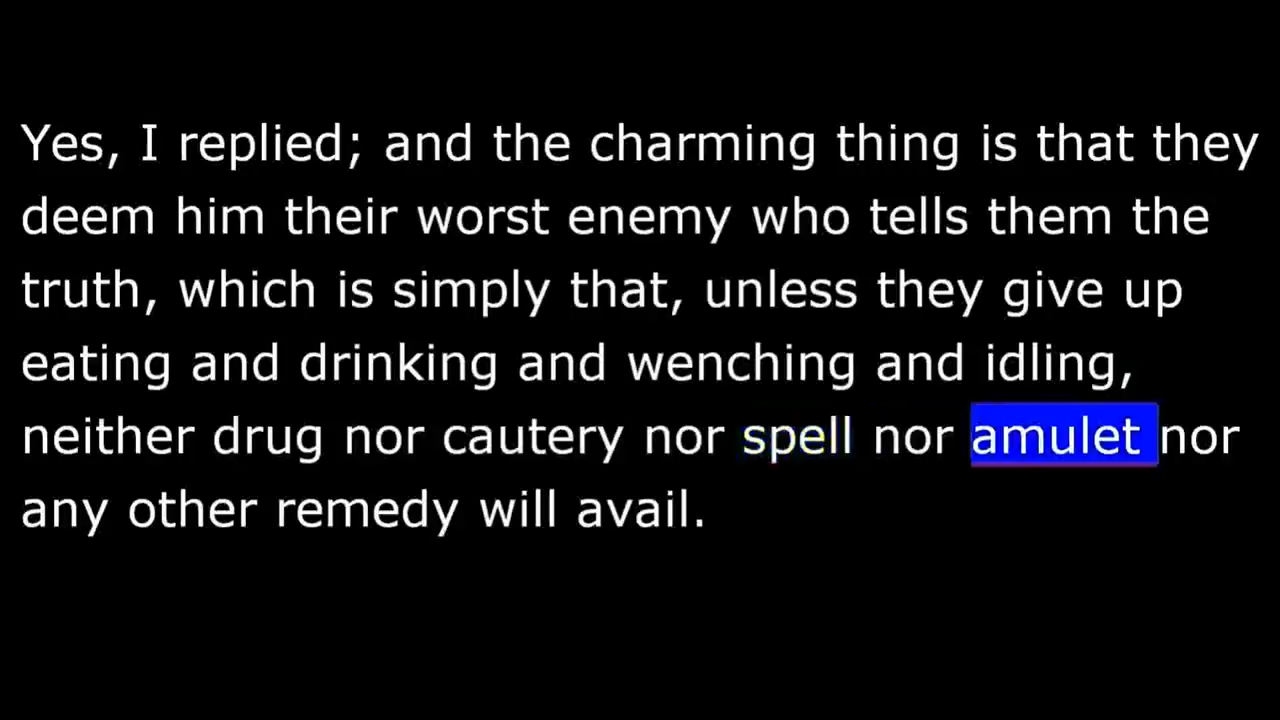 Yes, I replied; and the charming thing is that they
deem him their worst enemy who tells them the
truth, which is simply that, unless they give up
eating and drinking and wenching and idling,
neither drug nor cautery nor spell nor amulet nor
any other remedy will avail.